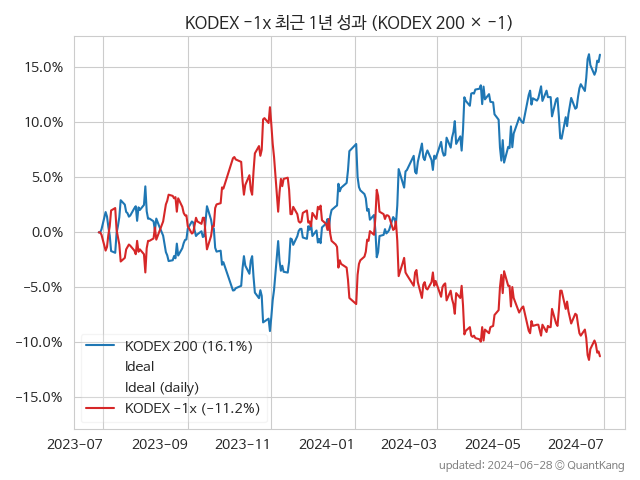 KODEX -1x 최근 1년 성과 (KODEX 200 × -1)
15.0%
10.0%
5.0%
0.0%
-5.0%
-10.0%
-15.0%
KODEX 200 (16.1%)
Ideal
Ideal (daily)
KODEX -1x (-11.2%)
2023-07
2023-09
2023-11
2024-01
2024-03
2024-05
2024-07
updated: 2024-06-28 © QuantKang